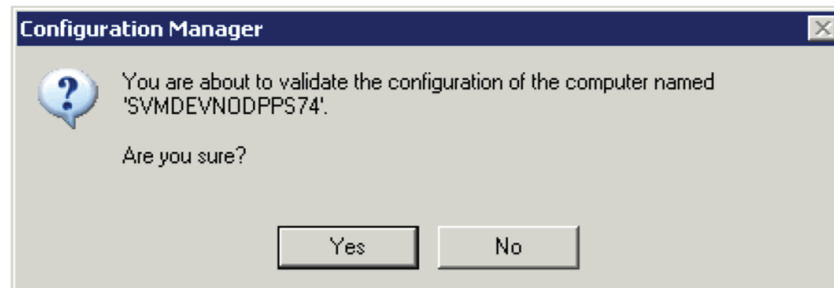 Configuration Manager
You are about to validate the configuration of the computer named
'SVMDEVNODPPS74'.
Are you sure?
Yes
No